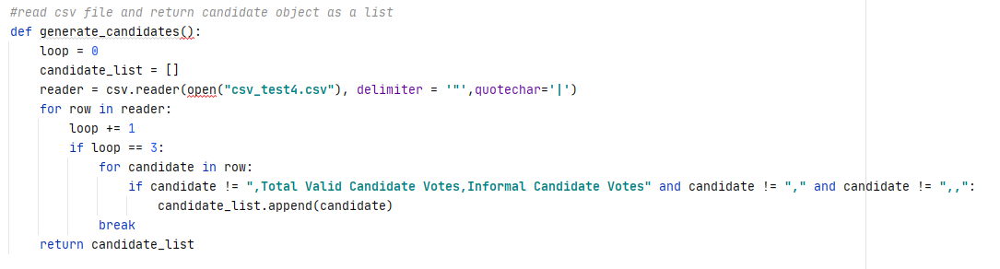 #read csv file and return candidate object as a list
def generate_candidates():
    loop = 0
    candidate_list = []
    reader = csv.reader(open("csv_test4.csv"), delimiter = '"',quotechar='|')
    for row in reader:
        loop += 1
        if loop == 3:
            for candidate in row:
                if candidate != ",Total Valid Candidate Votes,Informal Candidate Votes" and candidate != "," and candidate != ",,":
                    candidate_list.append(candidate)
            break
    return candidate_list